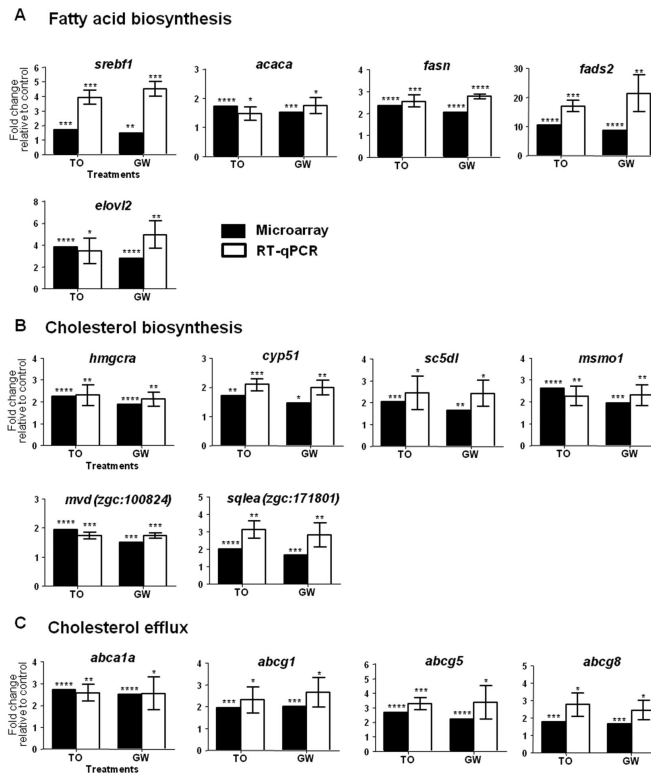 A Fatty acid biosynthesis
srebf1 acaca fasn fads2
Fold change
relative to control
6
5
4
3
2
1
0
*** *** ** ***
TO GW
Treatments
3
2
1
0
**** * *** *
TO GW
4
3
2
1
0
**** *** **** ****
TO GW
30
20
10
0
**** *** **** **
TO GW
elovl2
8
6
4
2
0
**** * **** **
TO GW
Microarray
RT-qPCR
B Cholesterol biosynthesis
hmgcra cyp51 sc5dl msmo1
Fold change
relative to control
4
3
2
1
0
**** ** **** **
TO GW
Treatments
3
2
1
0
** *** * **
TO GW
4
3
2
1
0
*** * ** *
TO GW
4
3
2
1
0
**** ** *** **
TO GW
mvd (zgc:100824) sqlea (zgc:171801)
3
2
1
0
**** *** *** ***
TO GW
5
4
3
2
1
0
**** ** *** **
TO GW
C Cholesterol efflux
abca1a abcg1 abcg5 abcg8
Fold change
relative to control
4
3
2
1
0
**** ** **** *
TO GW
Treatments
4
3
2
1
0
*** * *** *
TO GW
5
4
3
2
1
0
**** *** **** *
TO GW
5
4
3
2
1
0
*** * *** *
TO GW